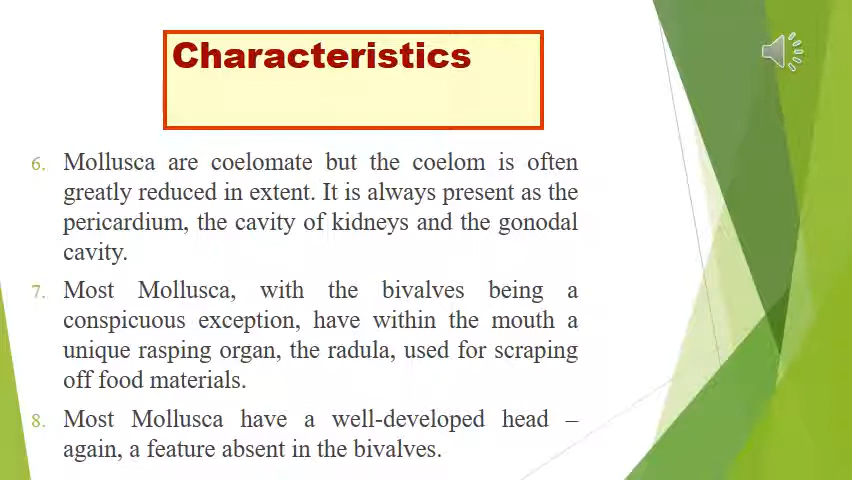 Characteristics
6. Mollusca are coelomate but the coelom is often
greatly reduced in extent. It is always present as the
pericardium, the cavity of kidneys and the gonodal
cavity.
7. Most Mollusca, with the bivalves being a
conspicuous exception, have within the mouth a
unique rasping organ, the radula, used for scraping
off food materials.
8. Most Mollusca have a well-developed head –
again, a feature absent in the bivalves.